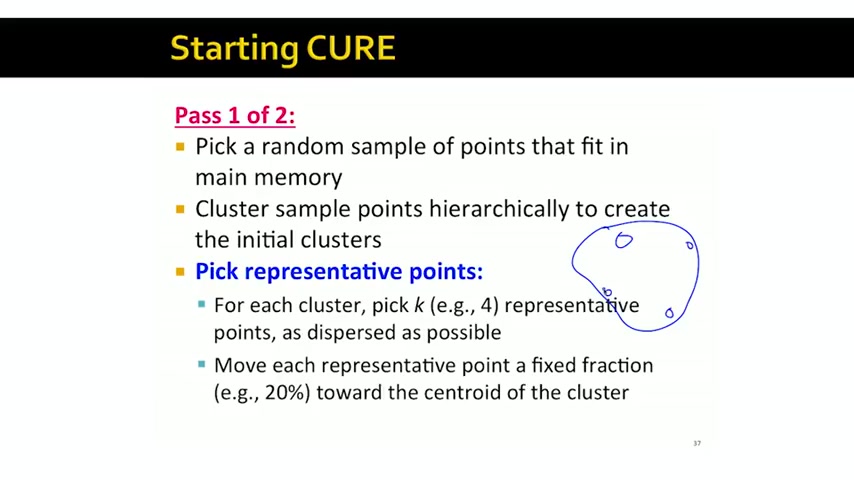 Starting CURE
Pass 1 of 2:
Pick a random sample of points that fit in
main memory
Cluster sample points hierarchically to create
the initial clusters
Pick representative points:
For each cluster, pick k (e.g., 4) representative
points, as dispersed as possible
Move each representative point a fixed fraction
(e.g., 20%) toward the centroid of the cluster
37